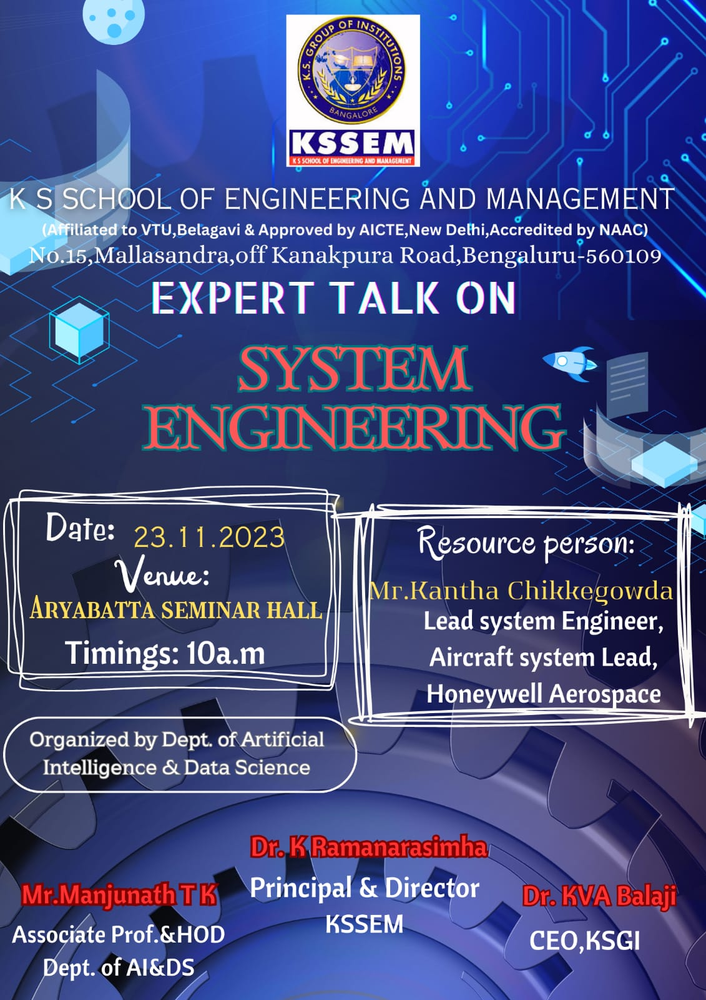 K.S. GROUP OF INSTITUTIONS
BANGALORE
KSSEM
K S SCHOOL OF ENGINEERING AND MANAGEMENT
K S SCHOOL OF ENGINEERING AND MANAGEMENT
(Affiliated to VTU,Belagavi & Approved by AICTE,New Delhi,Accredited by NAAC)
No.15,Mallasandra,off Kanakpura Road,Bengaluru-560109
EXPERT TALK ON
SYSTEM
ENGINEERING
Date: 23.11.2023
Venue:
ARYABATTA SEMINAR HALL
Timings: 10a.m
Resource person:
Mr.Kantha Chikkegowda
Lead system Engineer,
Aircraft system Lead,
Honeywell Aerospace
Organized by Dept. of Artificial
Intelligence & Data Science
Dr. K Ramanarasimha
Principal & Director
KSSEM
Mr.Manjunath T K
Associate Prof.&HOD
Dept. of AI&DS
Dr. KVA Balaji
CEO,KSGI